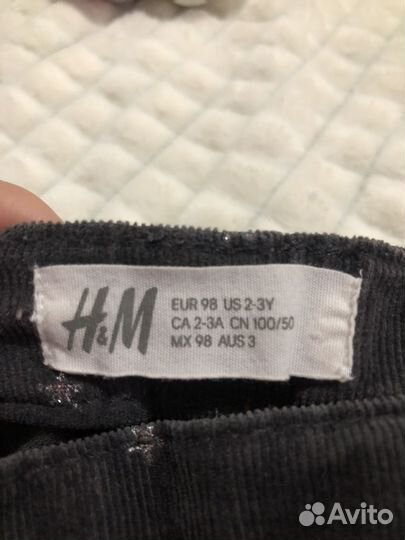 H&M
EUR 98 US 2-3Y
CA 2-3A CN 100/50
MX 98 AUS 3
Avito